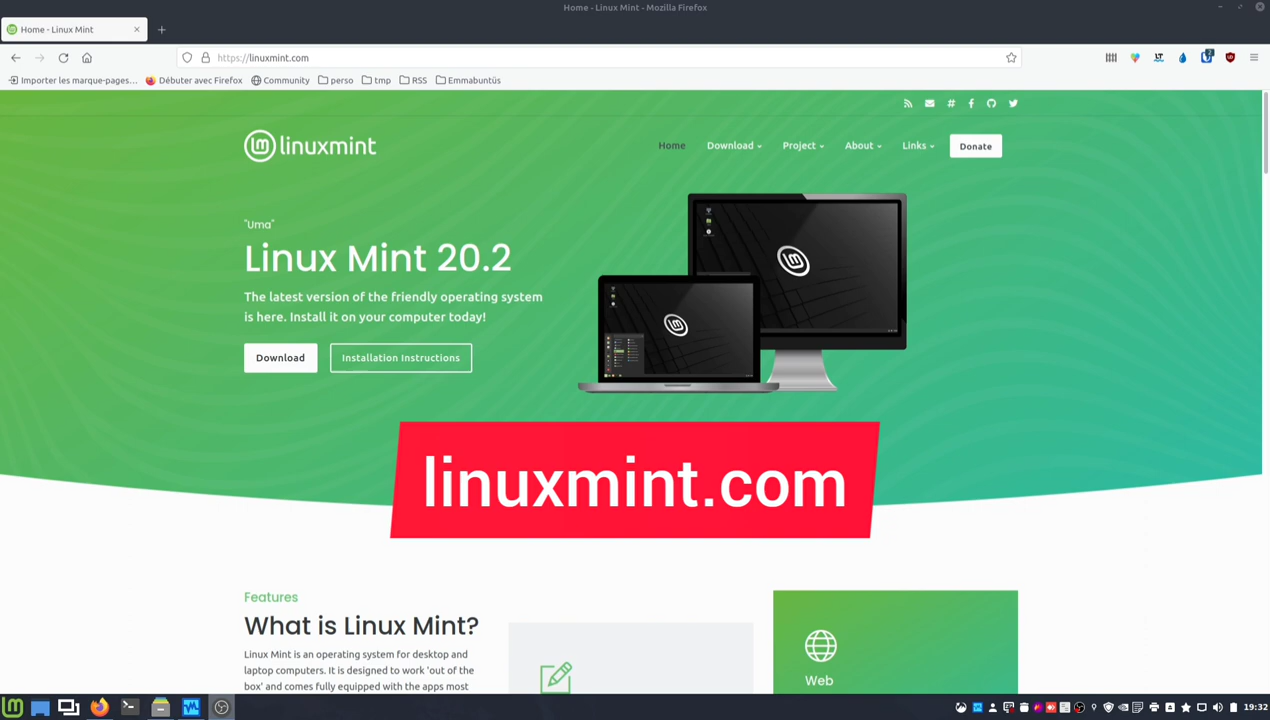 Home - Linux Mint - Mozilla Firefox
Home - Linux Mint
https://linuxmint.com
Importer les marque-pages…
Débuter avec Firefox
Community
perso
tmp
RSS
Emmabuntüs
linuxmint
Home
Download
Project
About
Links
Donate
"Uma"
Linux Mint 20.2
The latest version of the friendly operating system
is here. Install it on your computer today!
Download
Installation Instructions
linuxmint.com
Features
What is Linux Mint?
Linux Mint is an operating system for desktop and
laptop computers. It is designed to work 'out of the
box' and comes fully equipped with the apps most
Web
19:32